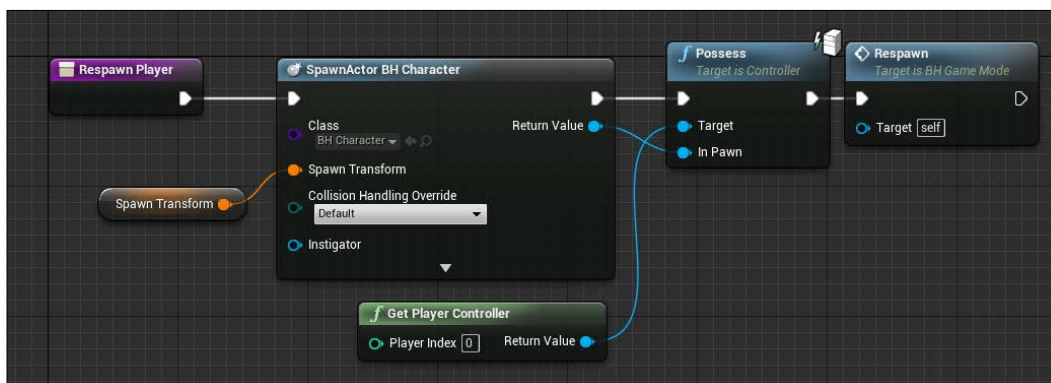 Respawn Player
SpawnActor BH Character
Class
BH Character
Return Value
Spawn Transform
Collision Handling Override
Default
Instigator
Spawn Transform
f Possess
Target is Controller
Target
In Pawn
Respawn
Target is BH Game Mode
Target self
f Get Player Controller
Player Index 0
Return Value